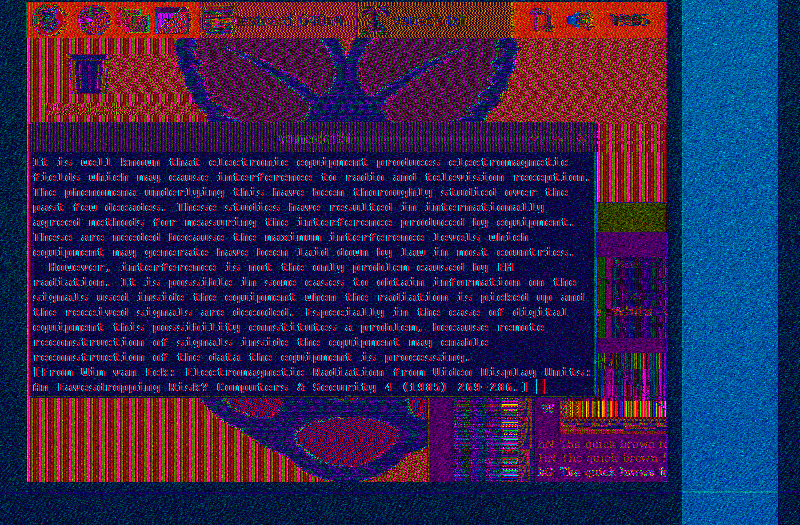 It is well known that electronic equipment produces electromagnetic
fields which may cause interference to radio and television reception.
The phenomena underlying this have been thoroughly studied over the
past few decades. These studies have resulted in internationally
agreed methods for measuring the interference produced by equipment.
These are needed because the maximum interference levels which
equipment may generate have been laid down by law in most countries.
However, interference is not the only problem caused by EM
radiation. It is possible in some cases to obtain information on the
signals used inside the equipment when the radiation is picked up and
the received signals are decoded. Especially in the case of digital
equipment this possibility constitutes a problem, because remote
reconstruction of signals inside the equipment may enable
reconstruction of the data the equipment is processing.
[From Wim van Eck: Electromagnetic Radiation from Video Display Units:
An Eavesdropping Risk? Computers & Security 4 (1985) 269-286.]
The quick brown f
The quick brown f
The quick brown f